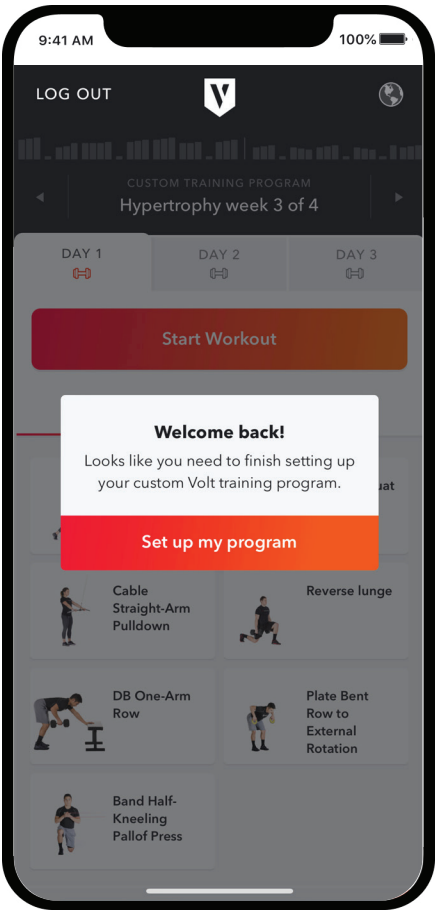 9:41 AM 100%
LOG OUT
CUSTOM TRAINING PROGRAM
Hypertrophy week 3 of 4
DAY 1 DAY 2 DAY 3
Start Workout
Welcome back!
Looks like you need to finish setting up
your custom Volt training program.
Set up my program
Cable
Straight-Arm
Pulldown
Reverse lunge
DB One-Arm
Row
Plate Bent
Row to
External
Rotation
Band Half-
Kneeling
Pallof Press